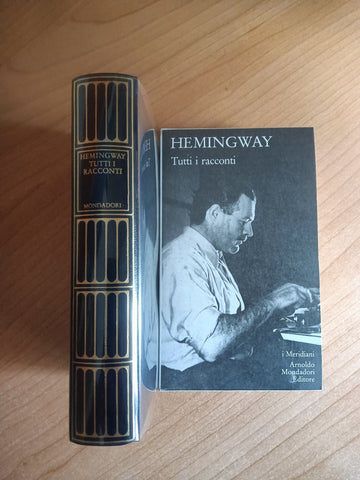 HEMINGWAY
TUTTI I
RACCONTI
MONDADORI
HEMINGWAY
Tutti i racconti
i Meridiani
Arnoldo
Mondadori
Editore